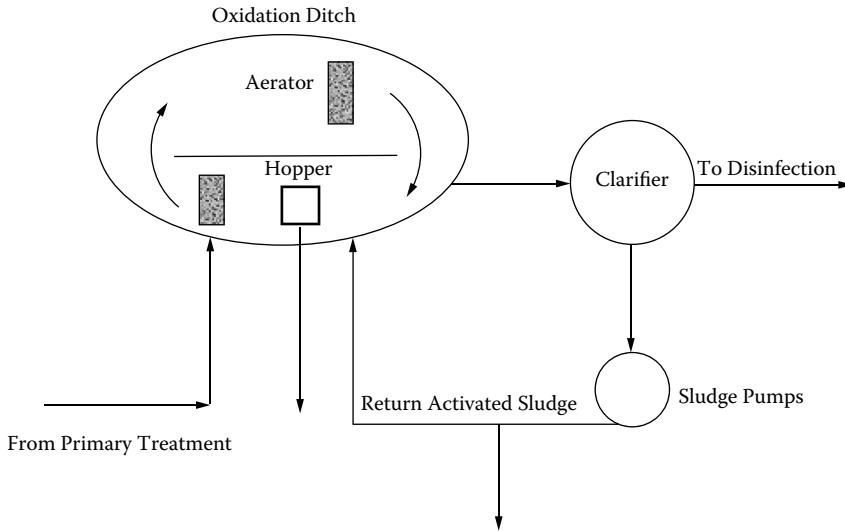 Oxidation Ditch
Aerator
Hopper
Clarifier
To Disinfection
Return Activated Sludge
Sludge Pumps
From Primary Treatment